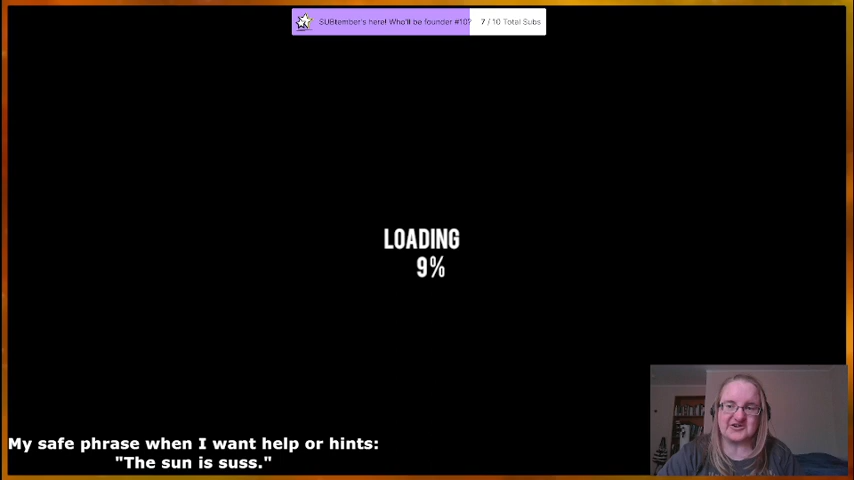 SUBtember's here! Who'll be founder #10? 7 / 10 Total Subs
LOADING
9%
My safe phrase when I want help or hints:
"The sun is suss."